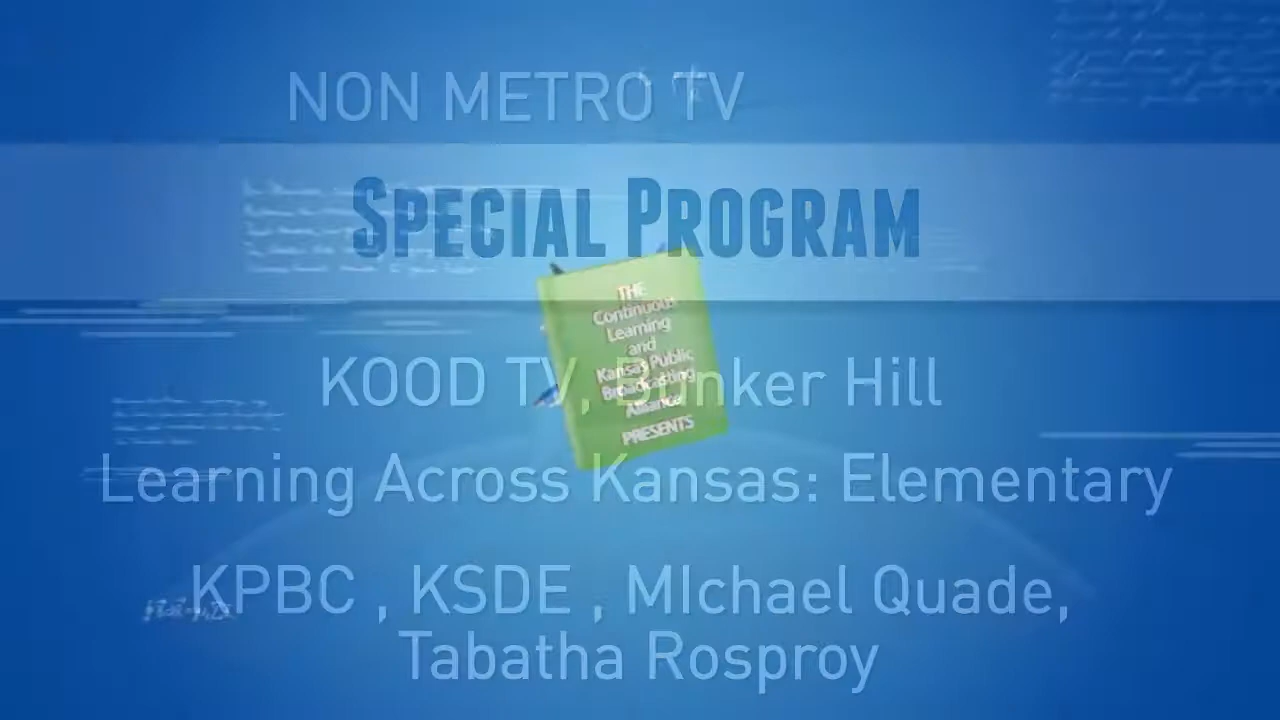 NON METRO TV
SPECIAL PROGRAM
THE
Continuous
Learning
and
Kansas Public
Broadcasting
Alliance
PRESENTS
KOOD TV, Bunker Hill
Learning Across Kansas: Elementary
KPBC , KSDE , MIchael Quade,
Tabatha Rosproy